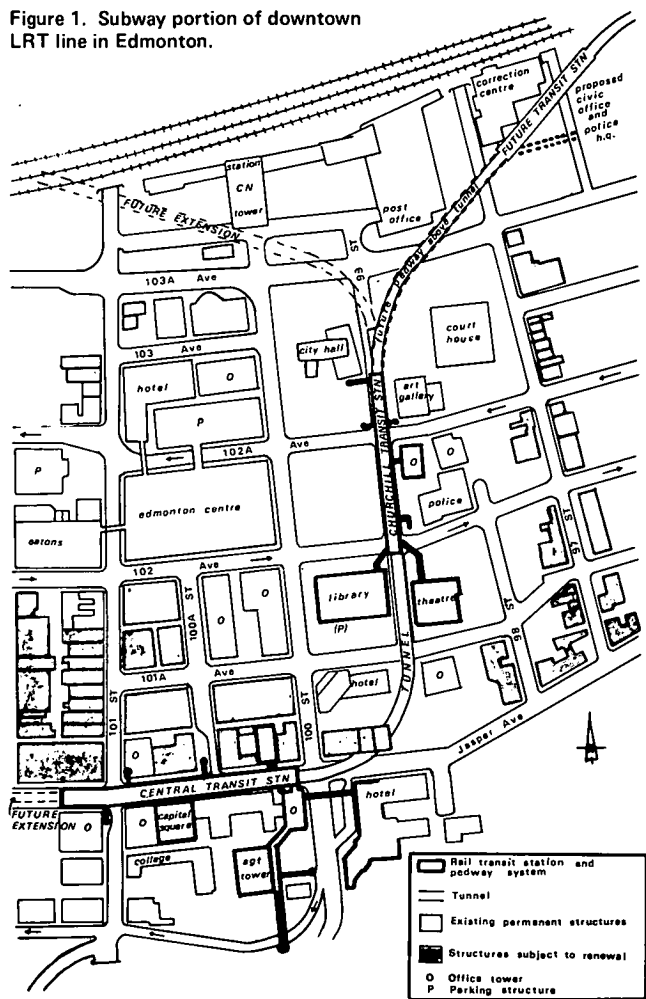 Figure 1. Subway portion of downtown
LRT line in Edmonton.
correction
centre
FUTURE TRANSIT STN
proposed
civic
office
and
police
h.q.
station
CN
tower
post
office
FUTURE EXTENSION
ST
99
future pedway above tunnel
103A Ave
103 Ave
city hall
court
house
hotel
O
P
art
gallery
CHURCHILL TRANSIT STN
102A Ave
P
O
O
edmonton centre
police
eatons
102 Ave
ST
97
library
(P)
theatre
ST
98
100A ST
O
O
TUNNEL
101A Ave
hotel
O
101 ST
100 ST
O
Jasper Ave
CENTRAL TRANSIT STN
FUTURE
EXTENSION
O
O
capital
square
O
hotel
college
agt
tower
Rail transit station and
pedway system
Tunnel
Existing permanent structures
Structures subject to renewal
O Office tower
P Parking structure